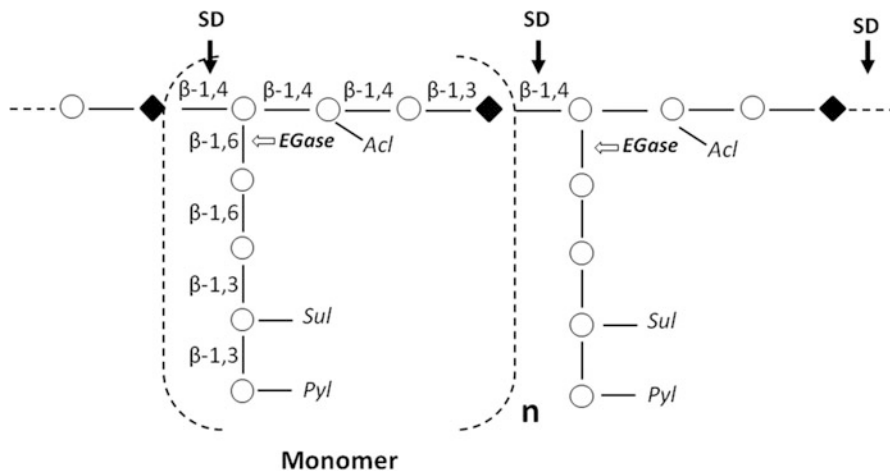 SD SD SD
β-1,4 β-1,4 β-1,4 β-1,3 β-1,4
β-1,6 EGase Acl EGase Acl
β-1,6
β-1,3
Sul Sul
β-1,3
Pyl Pyl
n
Monomer